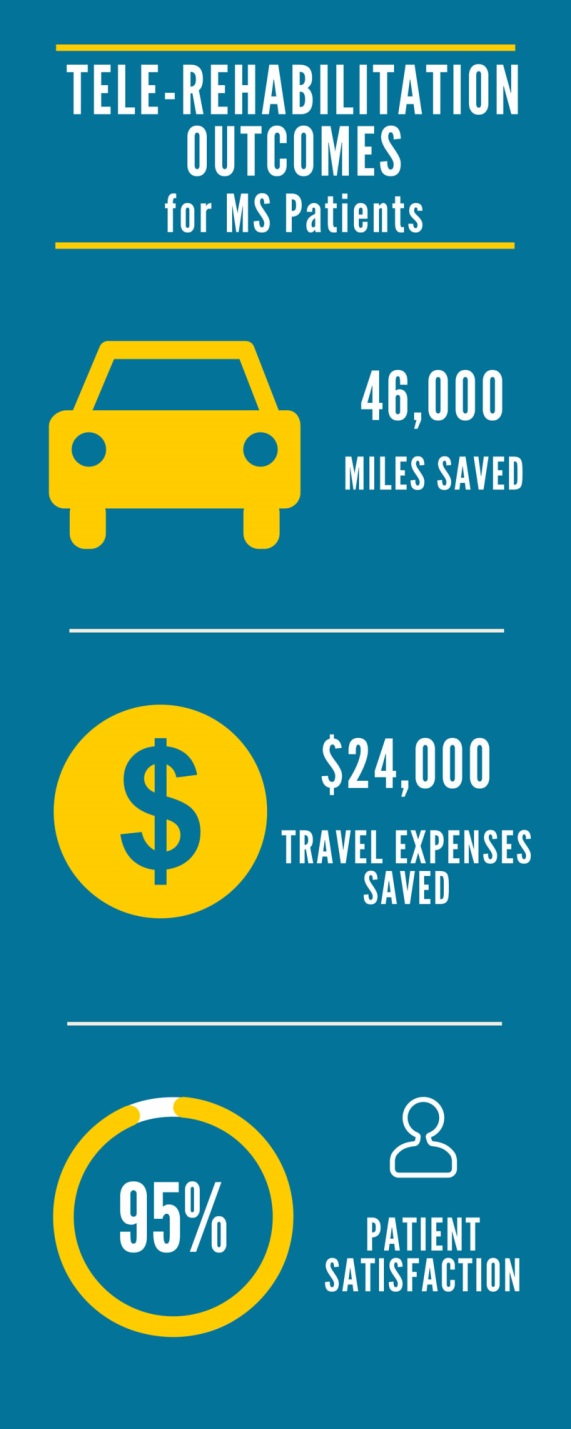 TELE-REHABILITATION
OUTCOMES
for MS Patients
46,000
MILES SAVED
$
$24,000
TRAVEL EXPENSES
SAVED
95%
PATIENT
SATISFACTION